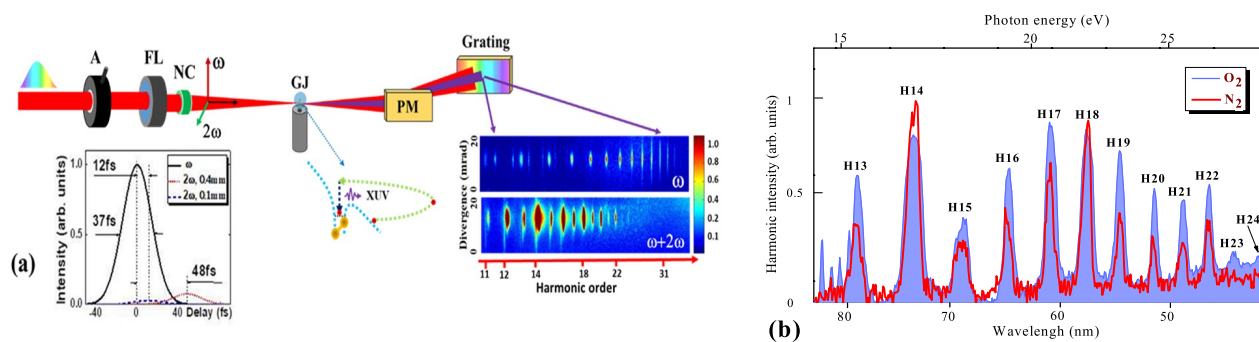 A
FL
NC
ω
2ω
GJ
PM
Grating
XUV
12fs
37fs
48fs
ω
2ω, 0.4mm
2ω, 0.1mm
Intensity (arb. units)
1.0
0.5
0.0
-40
0
40
Delay (fs)
(a)
Divergence (mrad)
0
20
0
20
ω
ω+2ω
1.0
0.8
0.6
0.4
0.2
0.1
11
12
14
18
22
31
Harmonic order
Photon energy (eV)
15
20
25
O2
N2
H13
H14
H15
H16
H17
H18
H19
H20
H21
H22
H23
H24
Harmonic intensity (arb. units)
1
0.5
0
80
70
60
50
Wavelengh (nm)
(b)